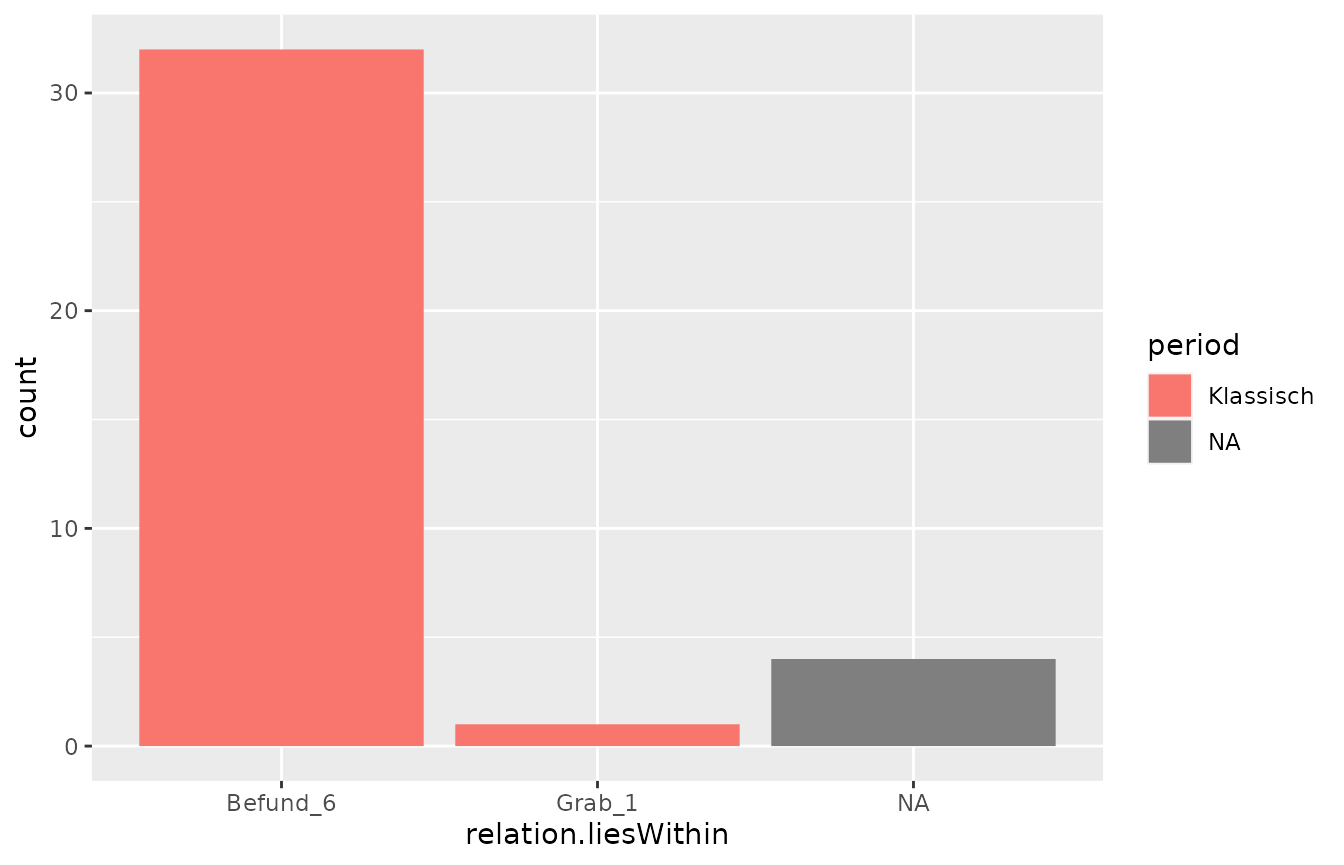 count
30
20
10
0
Befund_6
Grab_1
NA
relation.liesWithin
period
Klassisch
NA